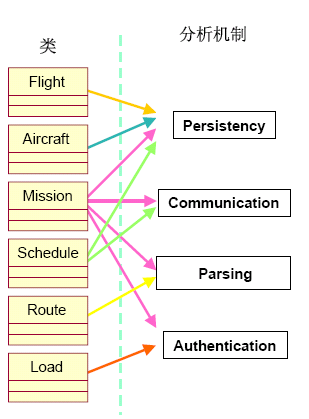 类
分析机制
Flight
Aircraft
Mission
Schedule
Route
Load
Persistency
Communication
Parsing
Authentication